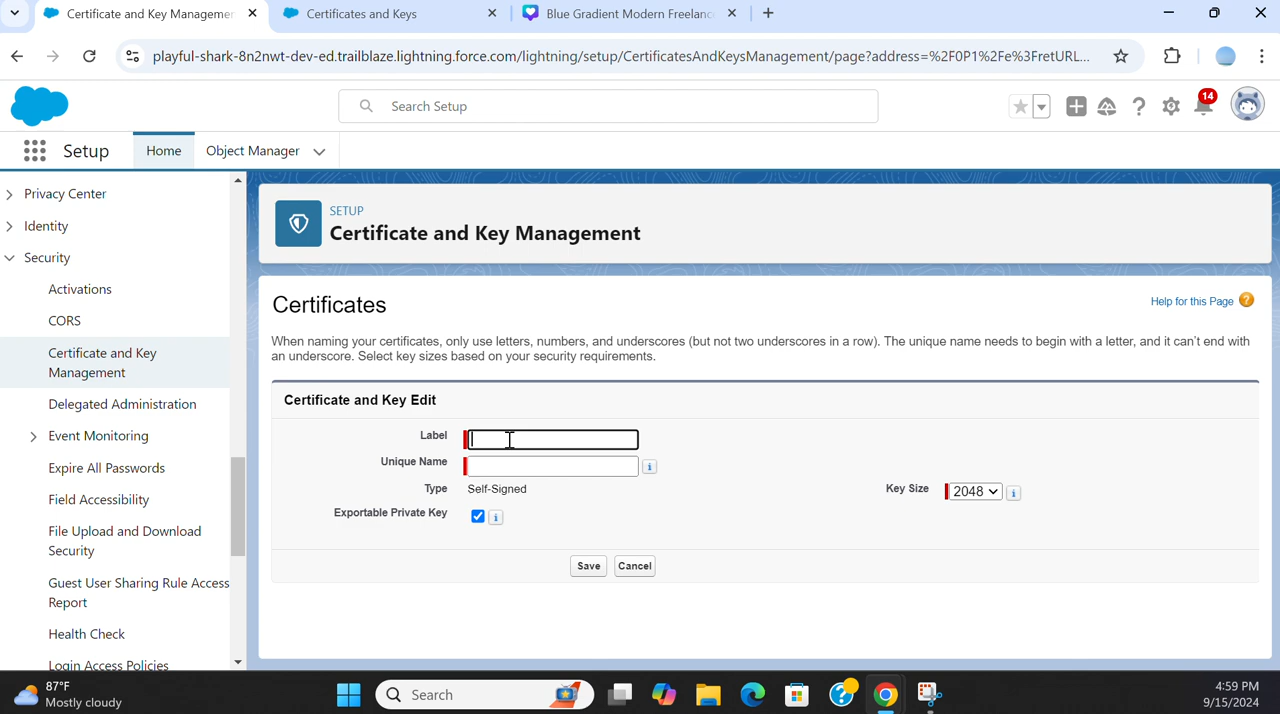 Certificate and Key Managemen
Certificates and Keys
Blue Gradient Modern Freelanc
playful-shark-8n2nwt-dev-ed.trailblaze.lightning.force.com/lightning/setup/CertificatesAndKeysManagement/page?address=%2F0P1%2Fe%3FretURL...
Search Setup
14
Setup
Home
Object Manager
Privacy Center
Identity
Security
Activations
CORS
Certificate and Key
Management
Delegated Administration
Event Monitoring
Expire All Passwords
Field Accessibility
File Upload and Download
Security
Guest User Sharing Rule Access
Report
Health Check
Login Access Policies
SETUP
Certificate and Key Management
Certificates
Help for this Page
When naming your certificates, only use letters, numbers, and underscores (but not two underscores in a row). The unique name needs to begin with a letter, and it can't end with
an underscore. Select key sizes based on your security requirements.
Certificate and Key Edit
Label
Unique Name
Type Self-Signed
Key Size 2048
Exportable Private Key
Save Cancel
87°F
Mostly cloudy
Search
4:59 PM
9/15/2024